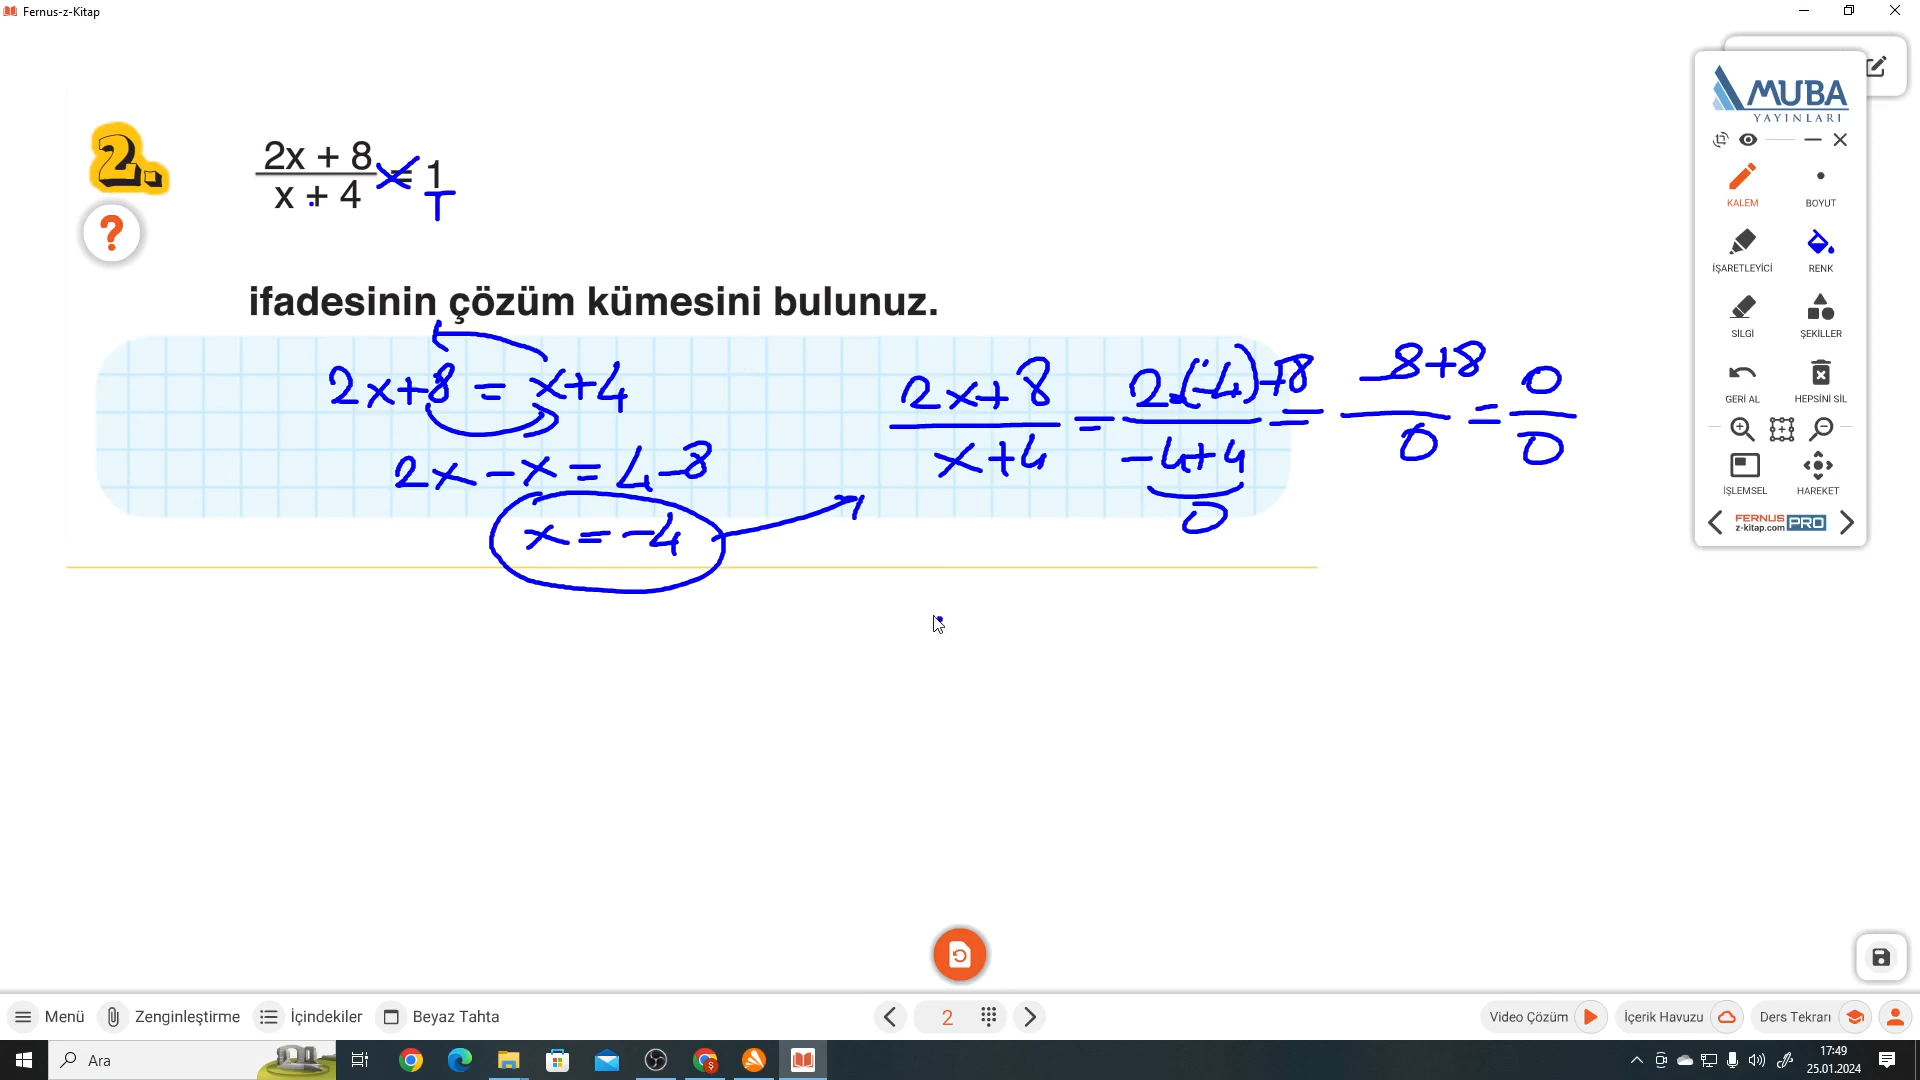 Fernus-z-Kitap
2.
2x + 8
x + 4
= 1
1
?
ifadesinin çözüm kümesini bulunuz.
2x+8 = x+4
2x - x = 4-8
x = -4
2x+8 / x+4 = 2.(-4)+8 / -4+4 = -8+8 / 0 = 0 / 0
0
MUBA
YAYINLARI
KALEM BOYUT
İŞARETLEYİCİ RENK
SİLGİ ŞEKİLLER
GERİ AL HEPSİNİ SİL
İŞLEMSEL HAREKET
FERNUS PRO
z-kitap.com
Menü Zenginleştirme İçindekiler Beyaz Tahta 2 Video Çözüm İçerik Havuzu Ders Tekrarı
Ara
17:49
25.01.2024